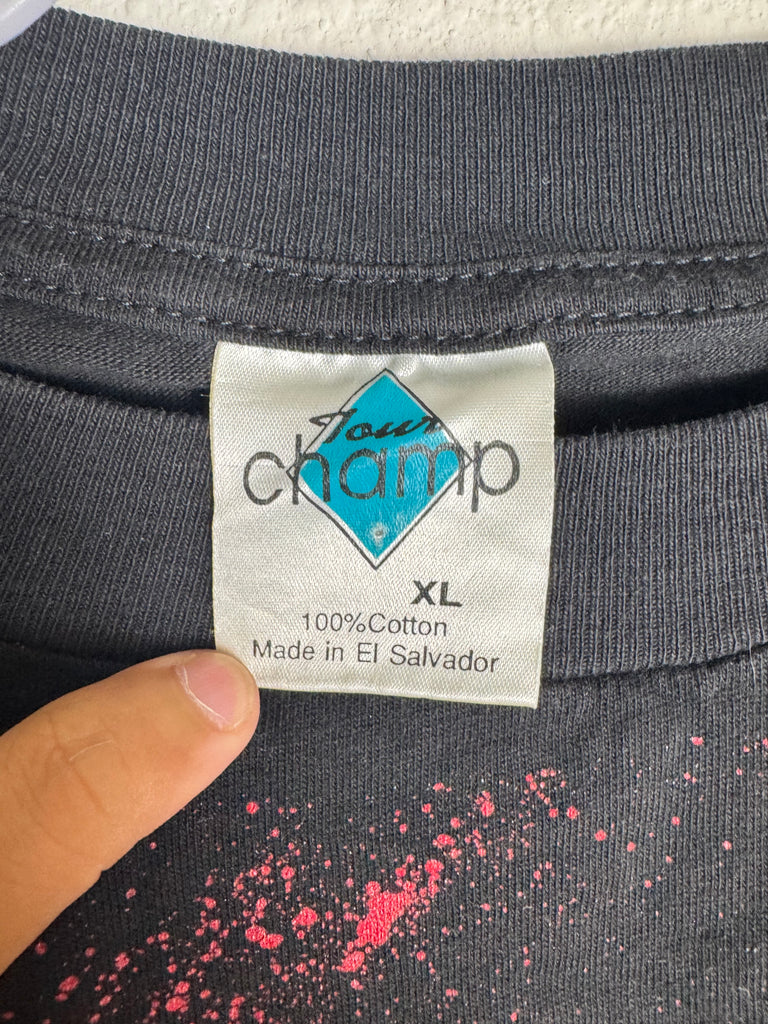 Tour
champ
XL
100%Cotton
Made in El Salvador